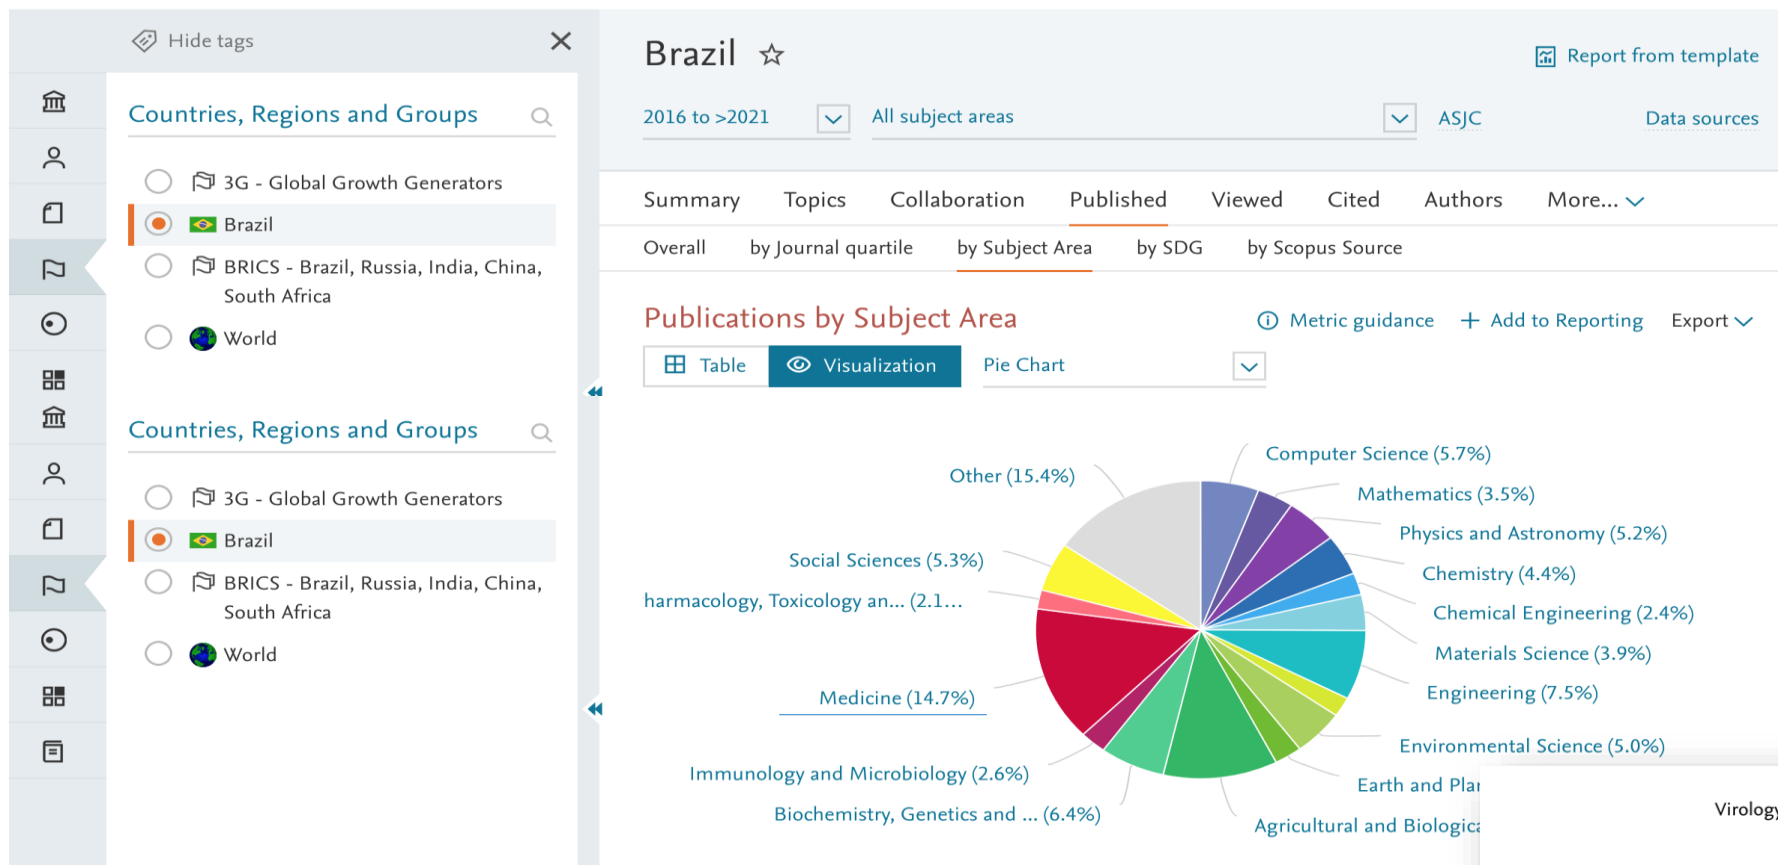 Hide tags
Countries, Regions and Groups
3G - Global Growth Generators
Brazil
BRICS - Brazil, Russia, India, China,
South Africa
World
Countries, Regions and Groups
3G - Global Growth Generators
Brazil
BRICS - Brazil, Russia, India, China,
South Africa
World
Brazil
Report from template
2016 to >2021
All subject areas
ASJC
Data sources
Summary Topics Collaboration Published Viewed Cited Authors More...
Overall by Journal quartile by Subject Area by SDG by Scopus Source
Publications by Subject Area
Metric guidance + Add to Reporting Export
Table Visualization Pie Chart
Computer Science (5.7%)
Mathematics (3.5%)
Physics and Astronomy (5.2%)
Chemistry (4.4%)
Chemical Engineering (2.4%)
Materials Science (3.9%)
Engineering (7.5%)
Environmental Science (5.0%)
Earth and Plan
Agricultural and Biologica
Biochemistry, Genetics and ... (6.4%)
Immunology and Microbiology (2.6%)
Medicine (14.7%)
harmacology, Toxicology an... (2.1...
Social Sciences (5.3%)
Other (15.4%)
Virology